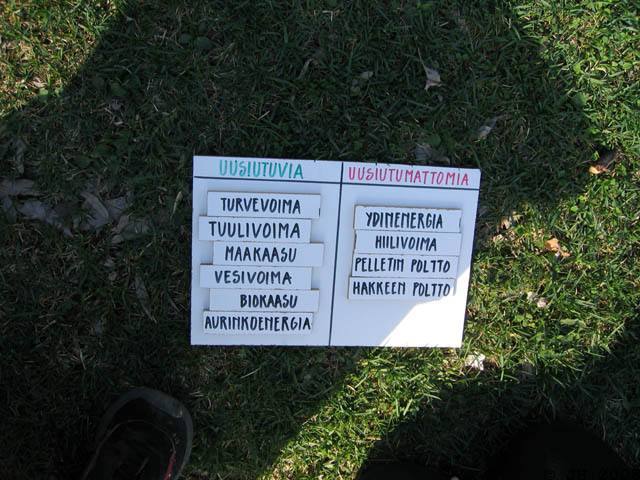 UUSIUTUVIA
TURVEVOIMA
TUULIVOIMA
MAAKAASU
VESIVOIMA
BIOKAASU
AURINKOENERGIA
UUSIUTUMATTOMIA
YDINENERGIA
HIILIVOIMA
PELLETIN POLTTO
HAKKEEN POLTTO